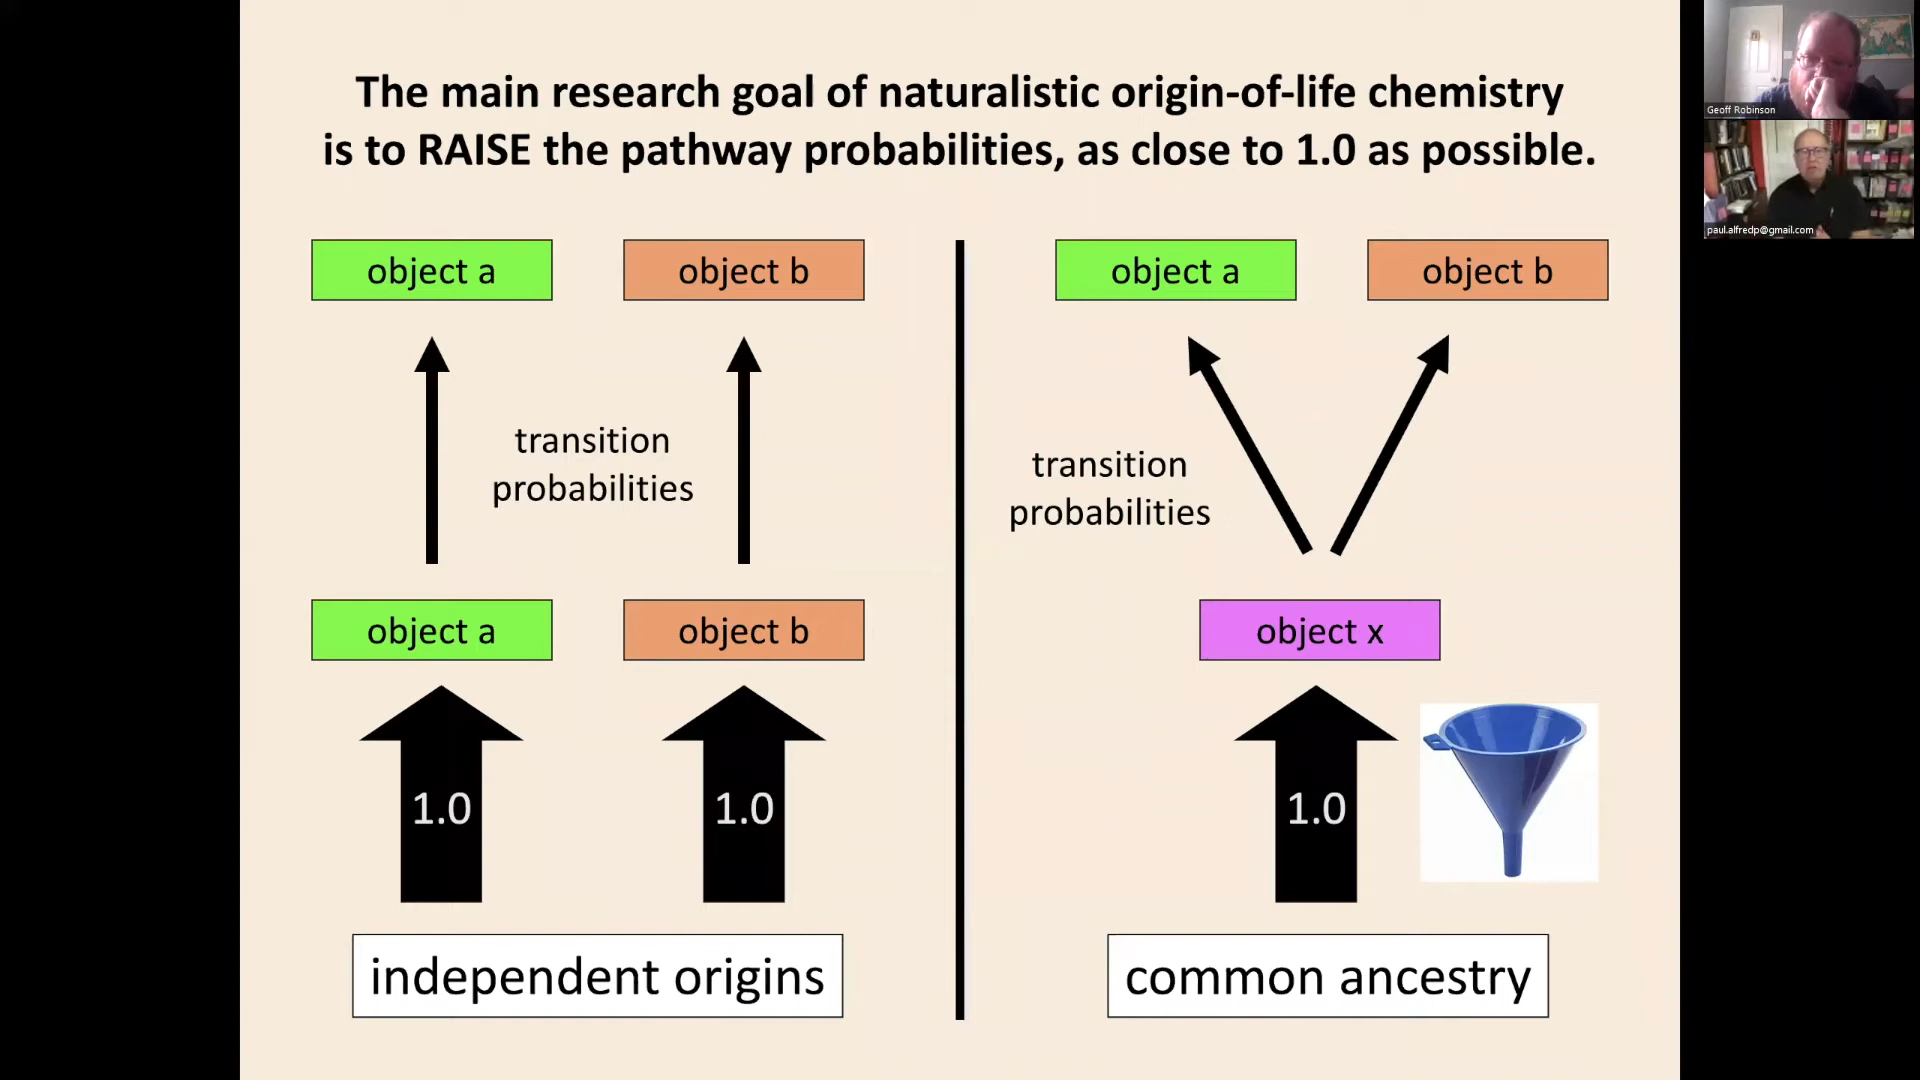 The main research goal of naturalistic origin-of-life chemistry
is to RAISE the pathway probabilities, as close to 1.0 as possible.
object a
object b
object a
object b
transition
probabilities
transition
probabilities
object a
object b
object x
1.0
1.0
1.0
independent origins
common ancestry
Geoff Robinson
paul.alfredp@gmail.com